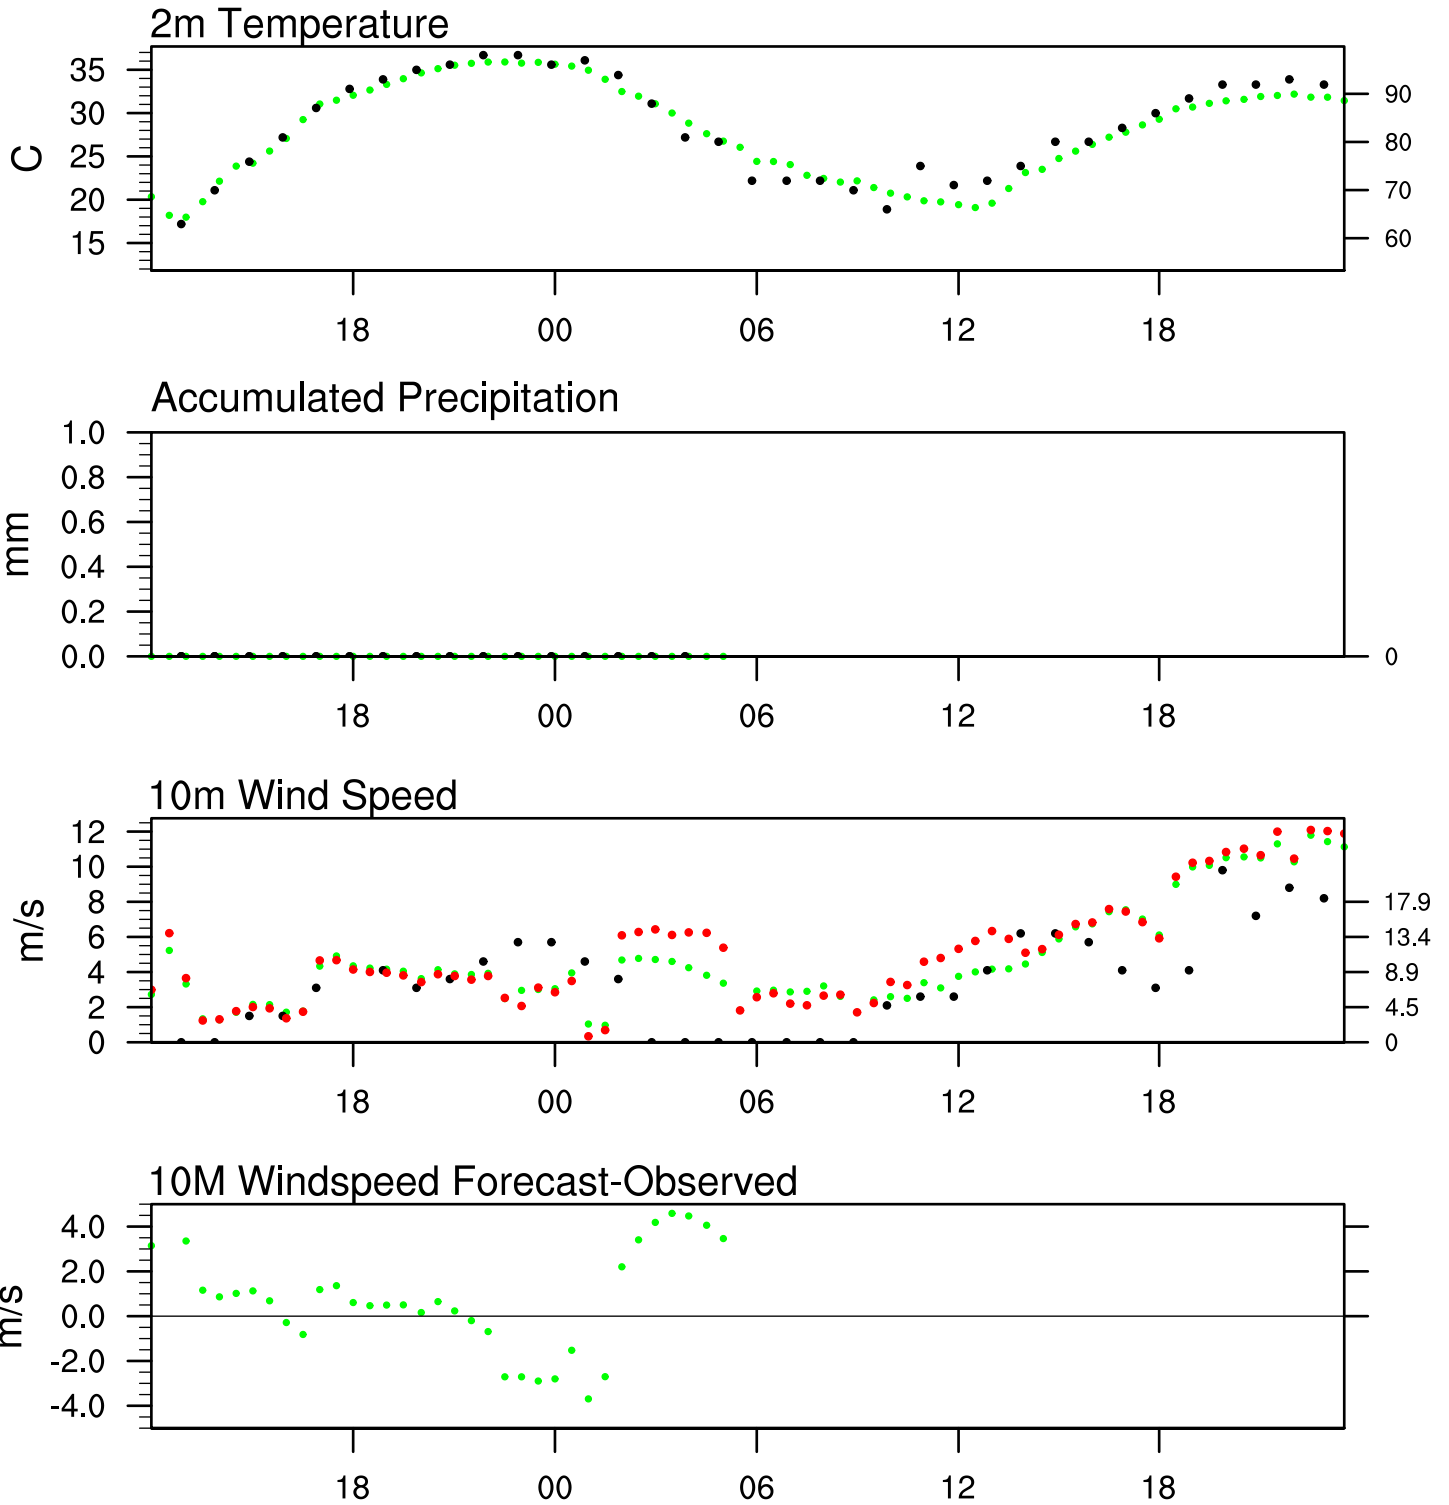 2m Temperature
35
30
25
20
15
C
90
80
70
60
18 00 06 12 18
Accumulated Precipitation
1.0
0.8
0.6
0.4
0.2
0.0
mm
0
18 00 06 12 18
10m Wind Speed
12
10
8
6
4
2
0
m/s
17.9
13.4
8.9
4.5
0
18 00 06 12 18
10M Windspeed Forecast-Observed
4.0
2.0
0.0
-2.0
-4.0
m/s
18 00 06 12 18